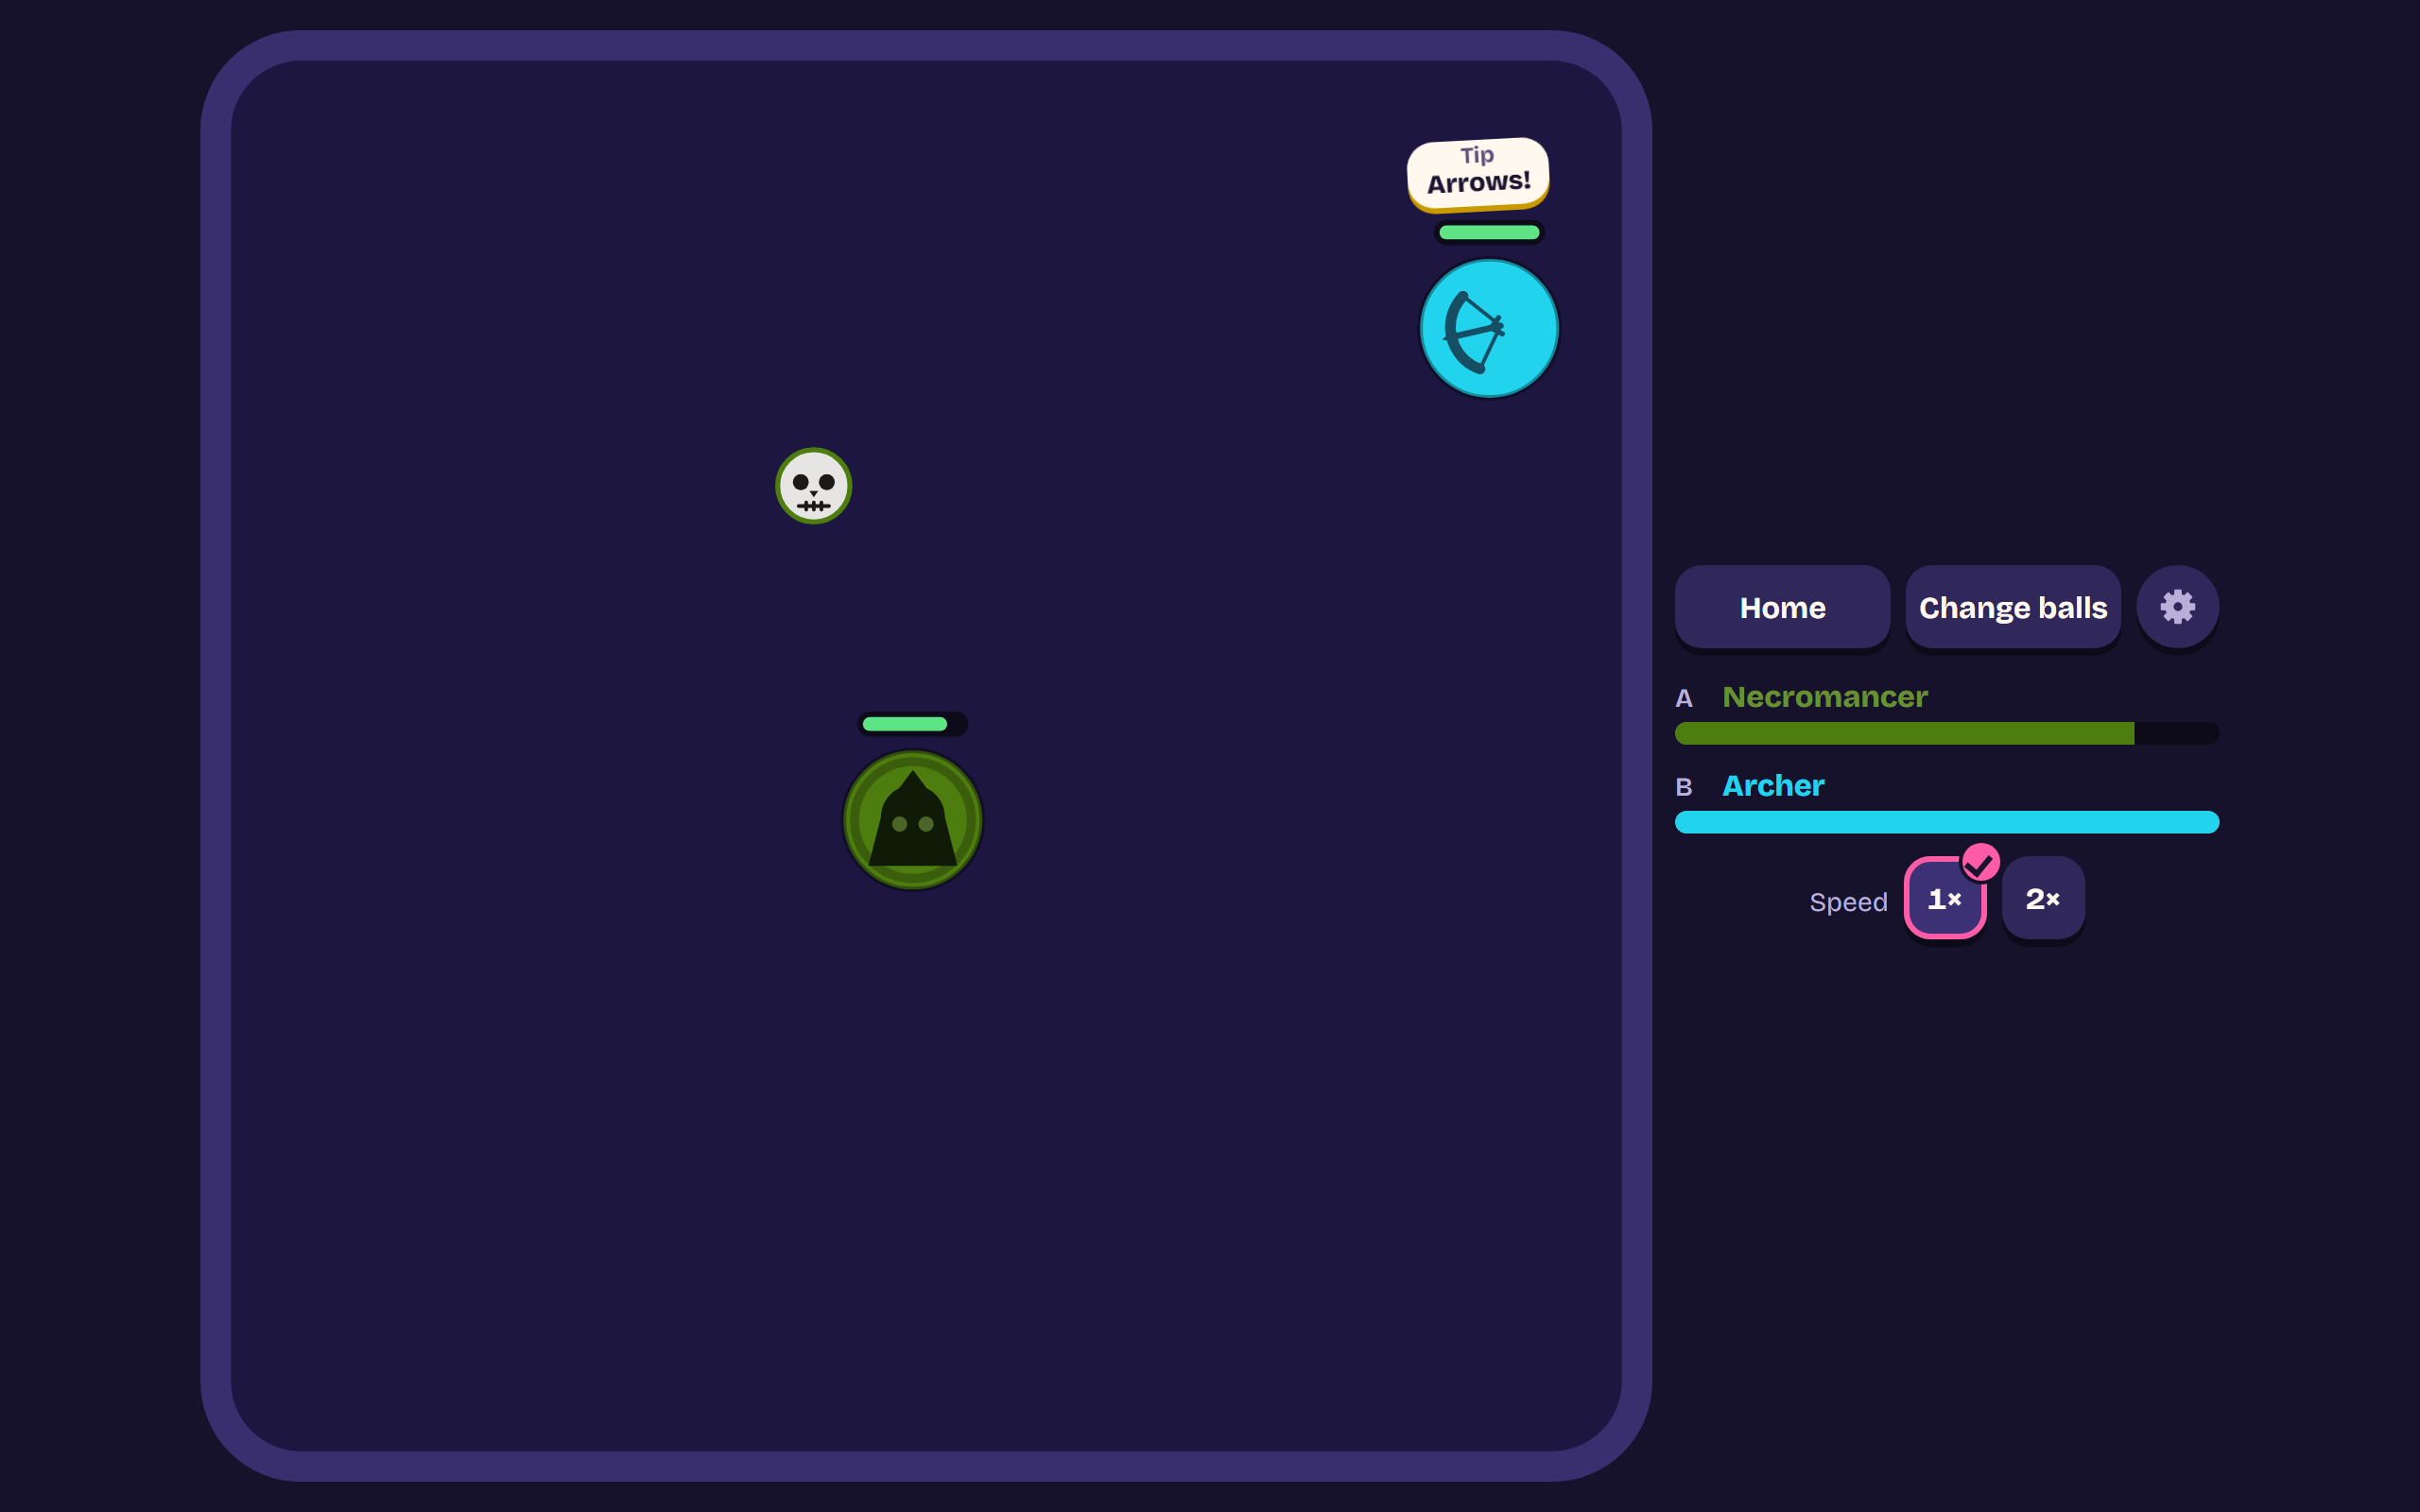 Tip
Arrows!
Home
Change balls
A Necromancer
B Archer
Speed 1× 2×